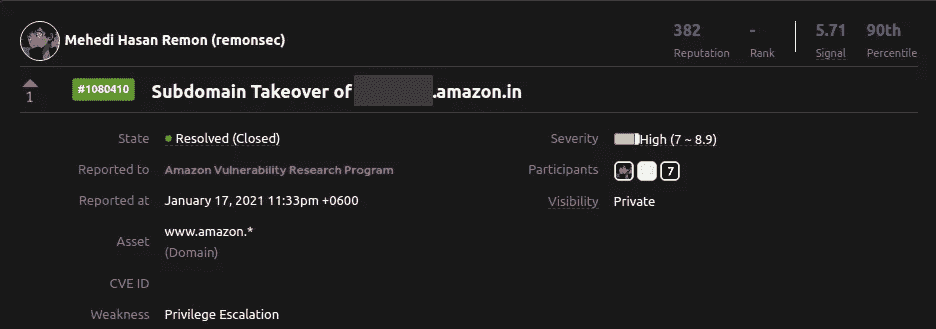 Mehedi Hasan Remon (remonsec)
382 - 5.71 90th
Reputation Rank Signal Percentile
1 #1080410 Subdomain Takeover of .amazon.in
State Resolved (Closed) Severity High (7 ~ 8.9)
Reported to Amazon Vulnerability Research Program Participants 7
Reported at January 17, 2021 11:33pm +0600 Visibility Private
Asset www.amazon.*
(Domain)
CVE ID
Weakness Privilege Escalation